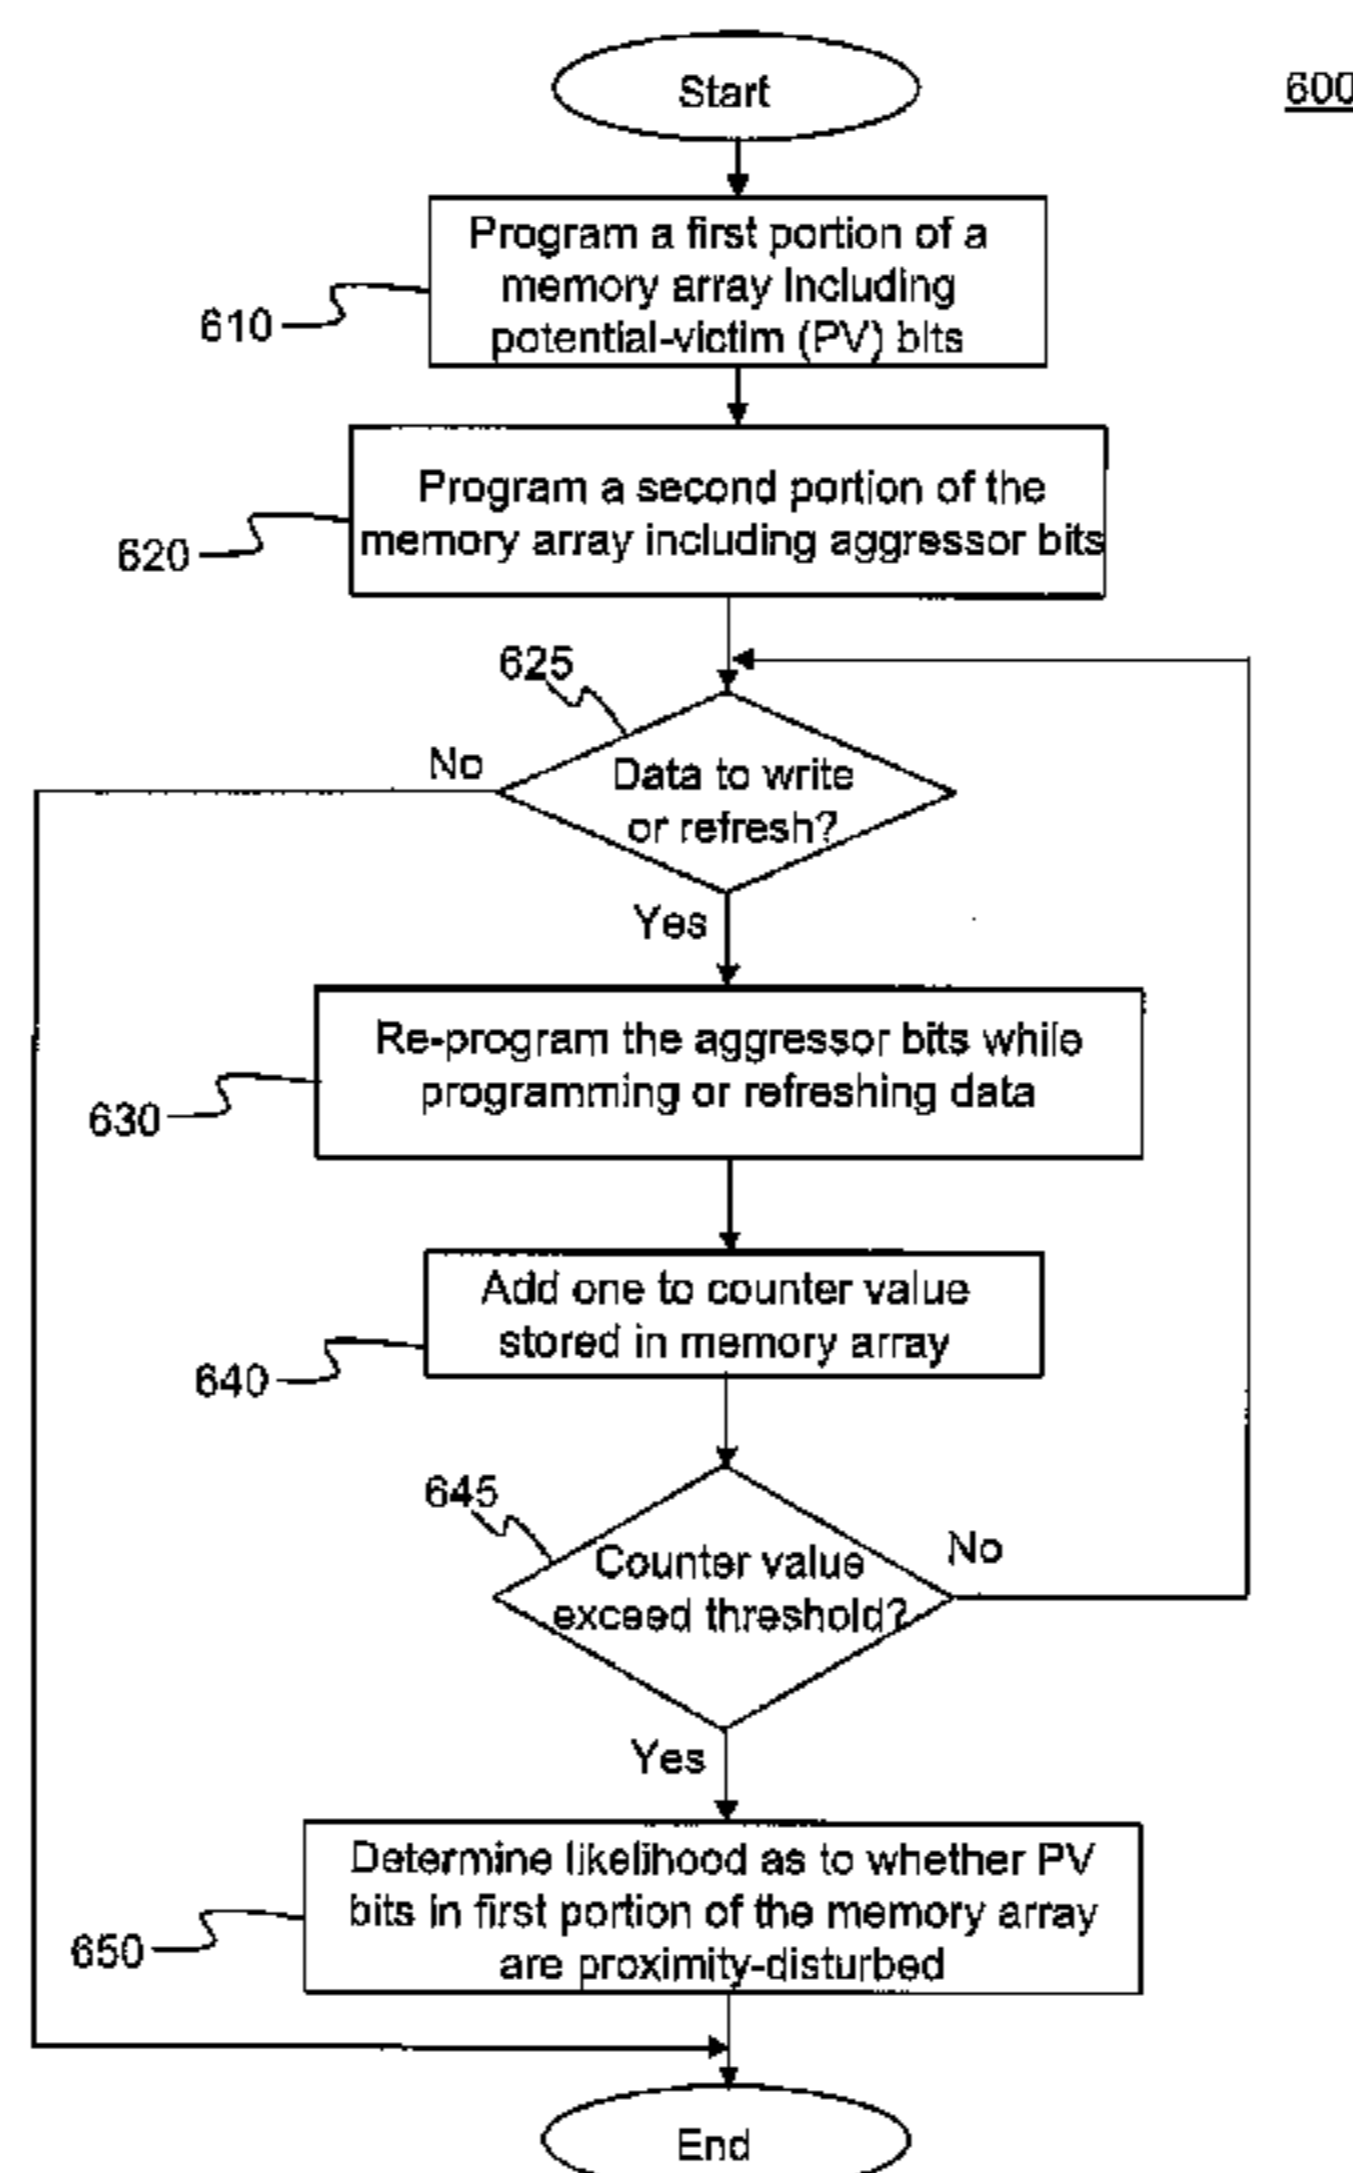 Start
600
Program a first portion of a
memory array including
potential-victim (PV) bits
610
Program a second portion of the
memory array including aggressor bits
620
625
No
Data to write
or refresh?
Yes
Re-program the aggressor bits while
programming or refreshing data
630
Add one to counter value
stored in memory array
640
645
Counter value
exceed threshold?
No
Yes
Determine likelihood as to whether PV
bits in first portion of the memory array
are proximity-disturbed
650
End